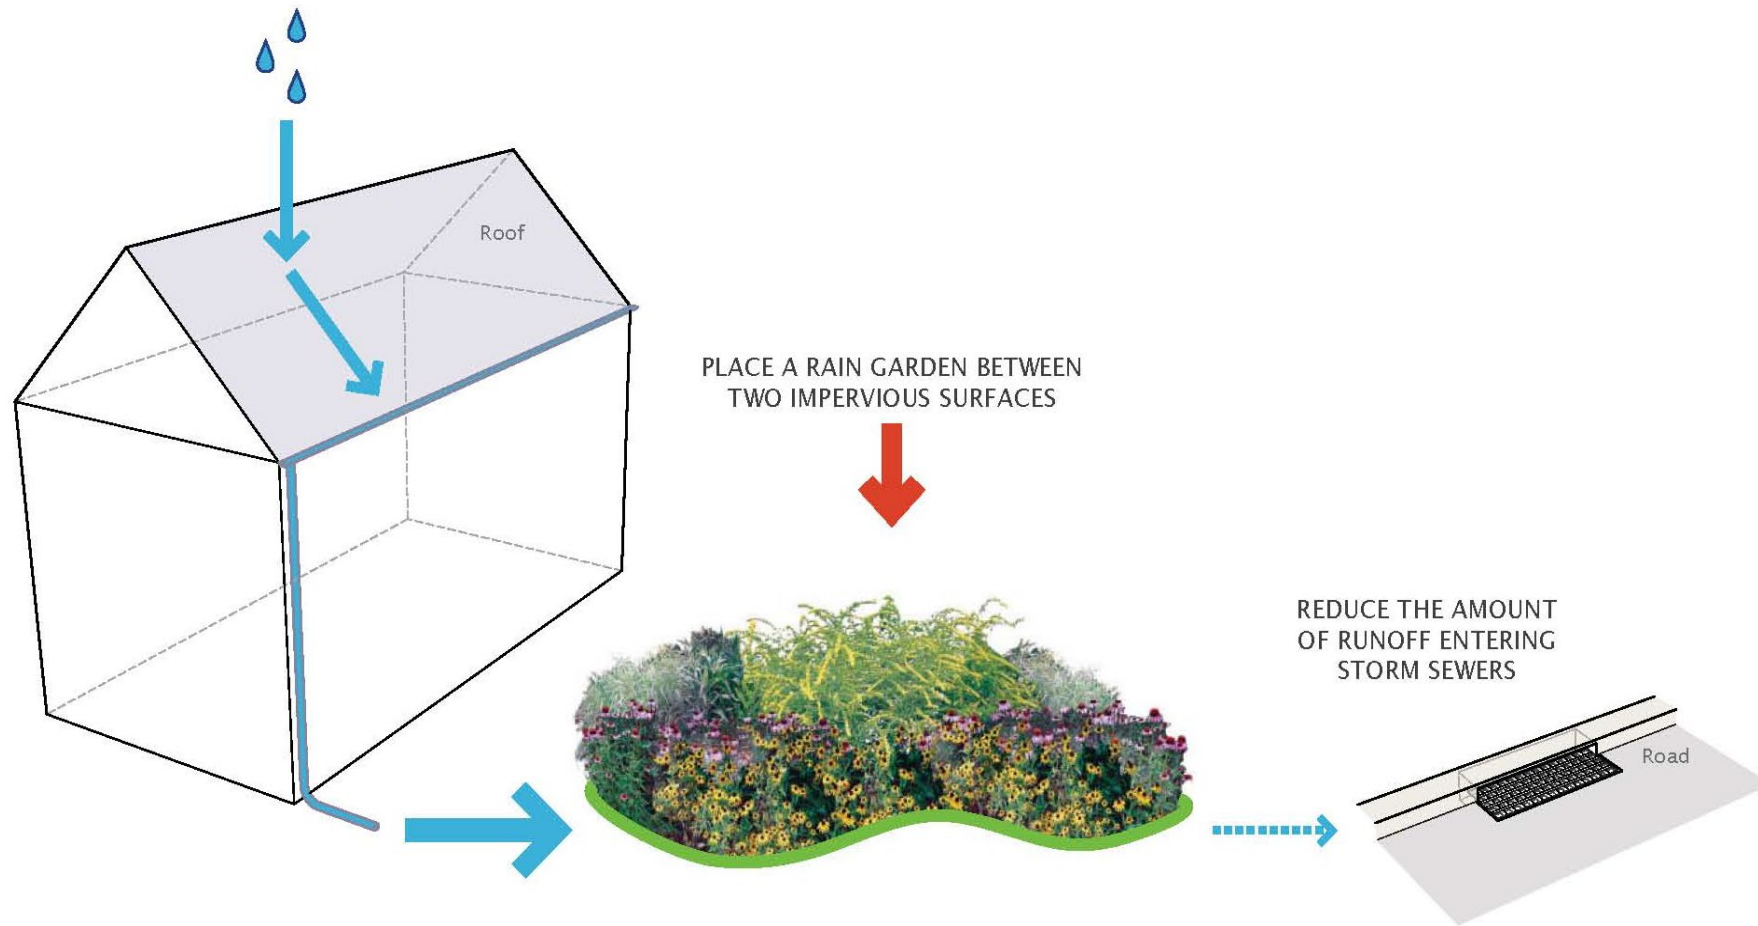 Roof
PLACE A RAIN GARDEN BETWEEN
TWO IMPERVIOUS SURFACES
REDUCE THE AMOUNT
OF RUNOFF ENTERING
STORM SEWERS
Road